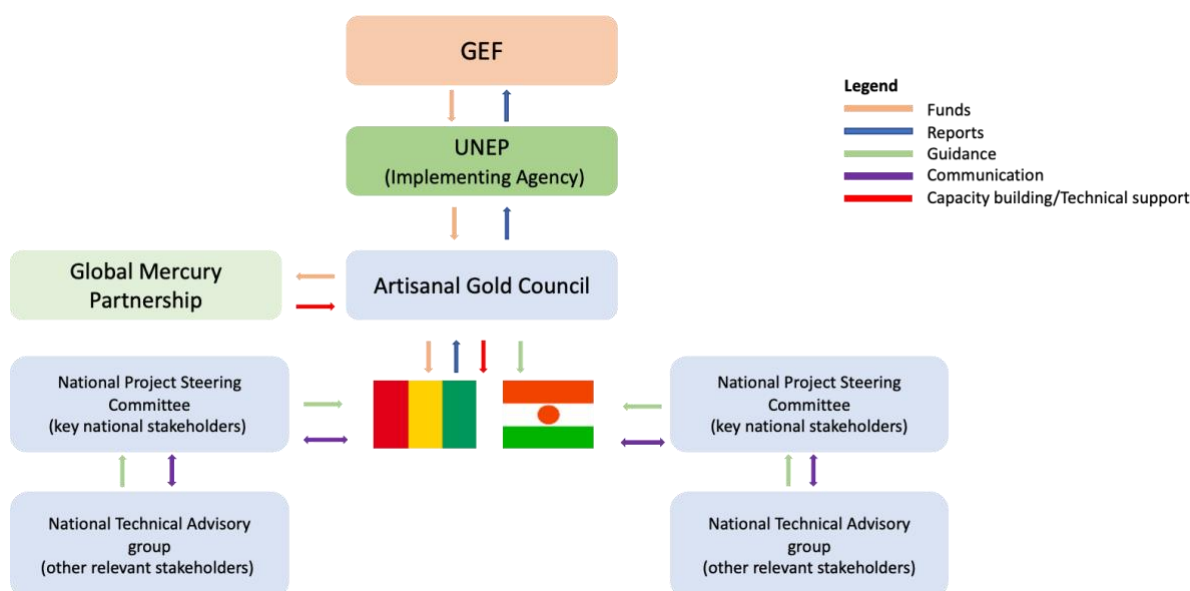 GEF
Legend
Funds
UNEP
(Implementing Agency)
Reports
Guidance
Communication
Capacity building/Technical support
Global Mercury
Partnership
Artisanal Gold Council
National Project Steering
Committee
(key national stakeholders)
National Project Steering
Committee
(key national stakeholders)
National Technical Advisory
group
(other relevant stakeholders)
National Technical Advisory
group
(other relevant stakeholders)